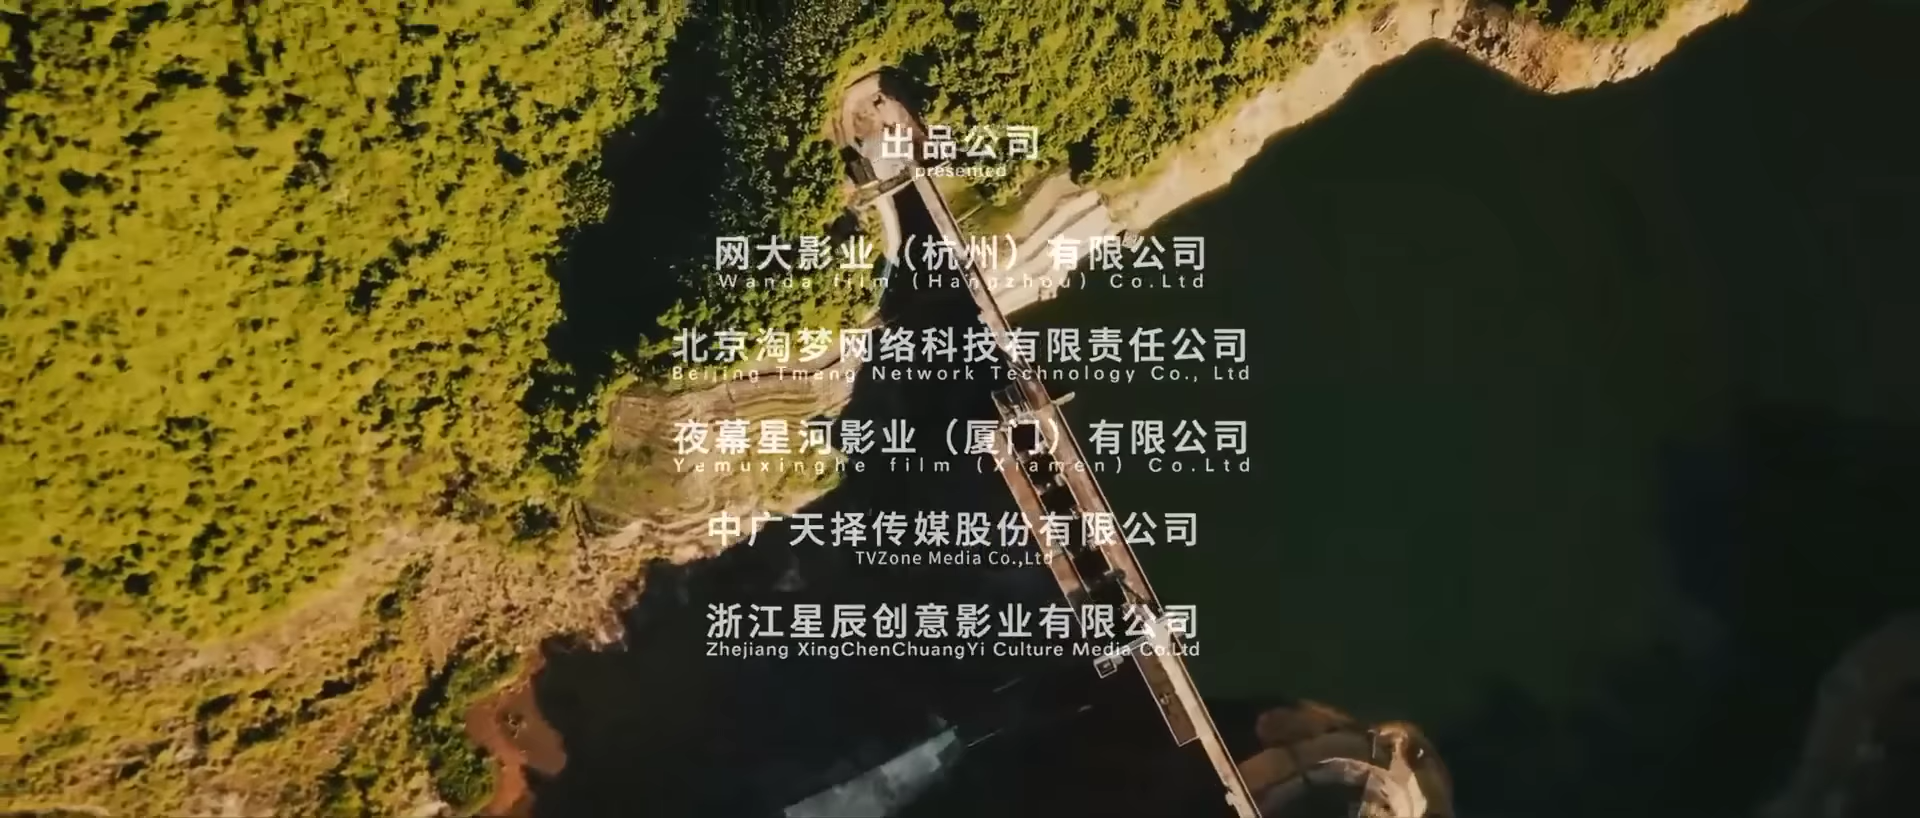 出品公司
presented
网大影业（杭州）有限公司
Wanda film (Hangzhou) Co.Ltd
北京淘梦网络科技有限责任公司
Beijing Tmeng Network Technology Co., Ltd
夜幕星河影业（厦门）有限公司
Yemuxinghe film (Xiamen) Co.Ltd
中广天择传媒股份有限公司
TVZone Media Co.,Ltd
浙江星辰创意影业有限公司
Zhejiang XingChenChuangYi Culture Media Co.Ltd